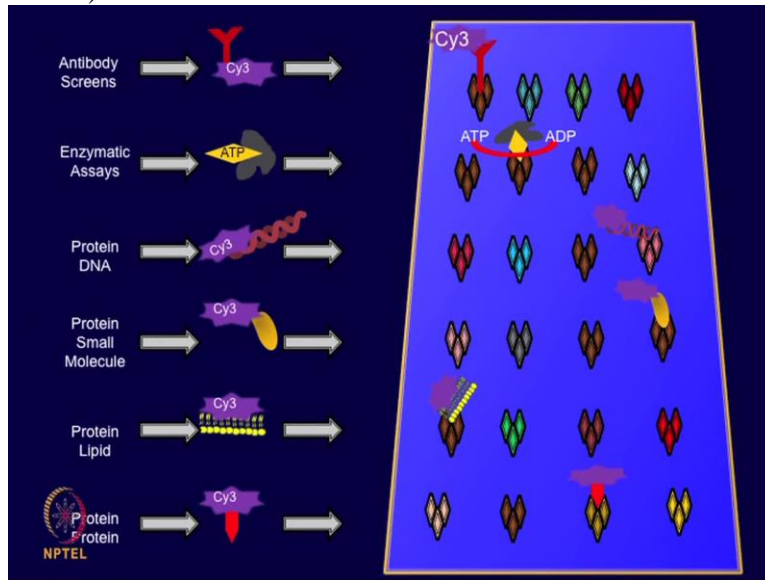 )
Cy3
Antibody
Screens
Cy3
Enzymatic
Assays
ATP
ATP
ADP
Protein
DNA
Cy3
Protein
Small
Molecule
Cy3
Protein
Lipid
Cy3
Protein
Protein
Cy3
NPTEL